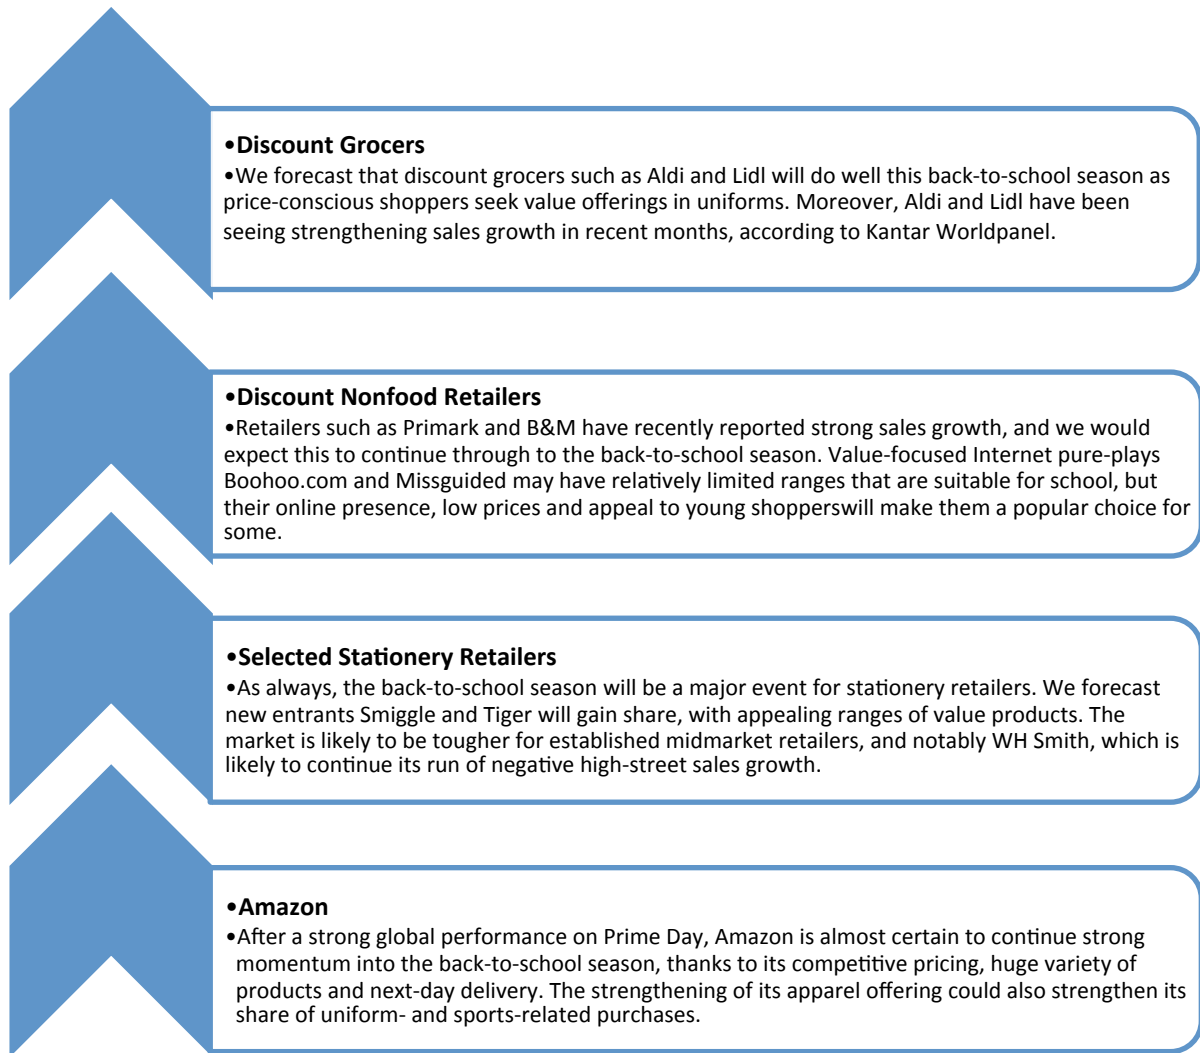 •Discount Grocers
•We forecast that discount grocers such as Aldi and Lidl will do well this back-to-school season as
price-conscious shoppers seek value offerings in uniforms. Moreover, Aldi and Lidl have been
seeing strengthening sales growth in recent months, according to Kantar Worldpanel.
•Discount Nonfood Retailers
•Retailers such as Primark and B&M have recently reported strong sales growth, and we would
expect this to continue through to the back-to-school season. Value-focused Internet pure-plays
Boohoo.com and Missguided may have relatively limited ranges that are suitable for school, but
their online presence, low prices and appeal to young shopperswill make them a popular choice for
some.
•Selected Stationery Retailers
•As always, the back-to-school season will be a major event for stationery retailers. We forecast
new entrants Smiggle and Tiger will gain share, with appealing ranges of value products. The
market is likely to be tougher for established midmarket retailers, and notably WH Smith, which is
likely to continue its run of negative high-street sales growth.
•Amazon
•After a strong global performance on Prime Day, Amazon is almost certain to continue strong
momentum into the back-to-school season, thanks to its competitive pricing, huge variety of
products and next-day delivery. The strengthening of its apparel offering could also strengthen its
share of uniform- and sports-related purchases.